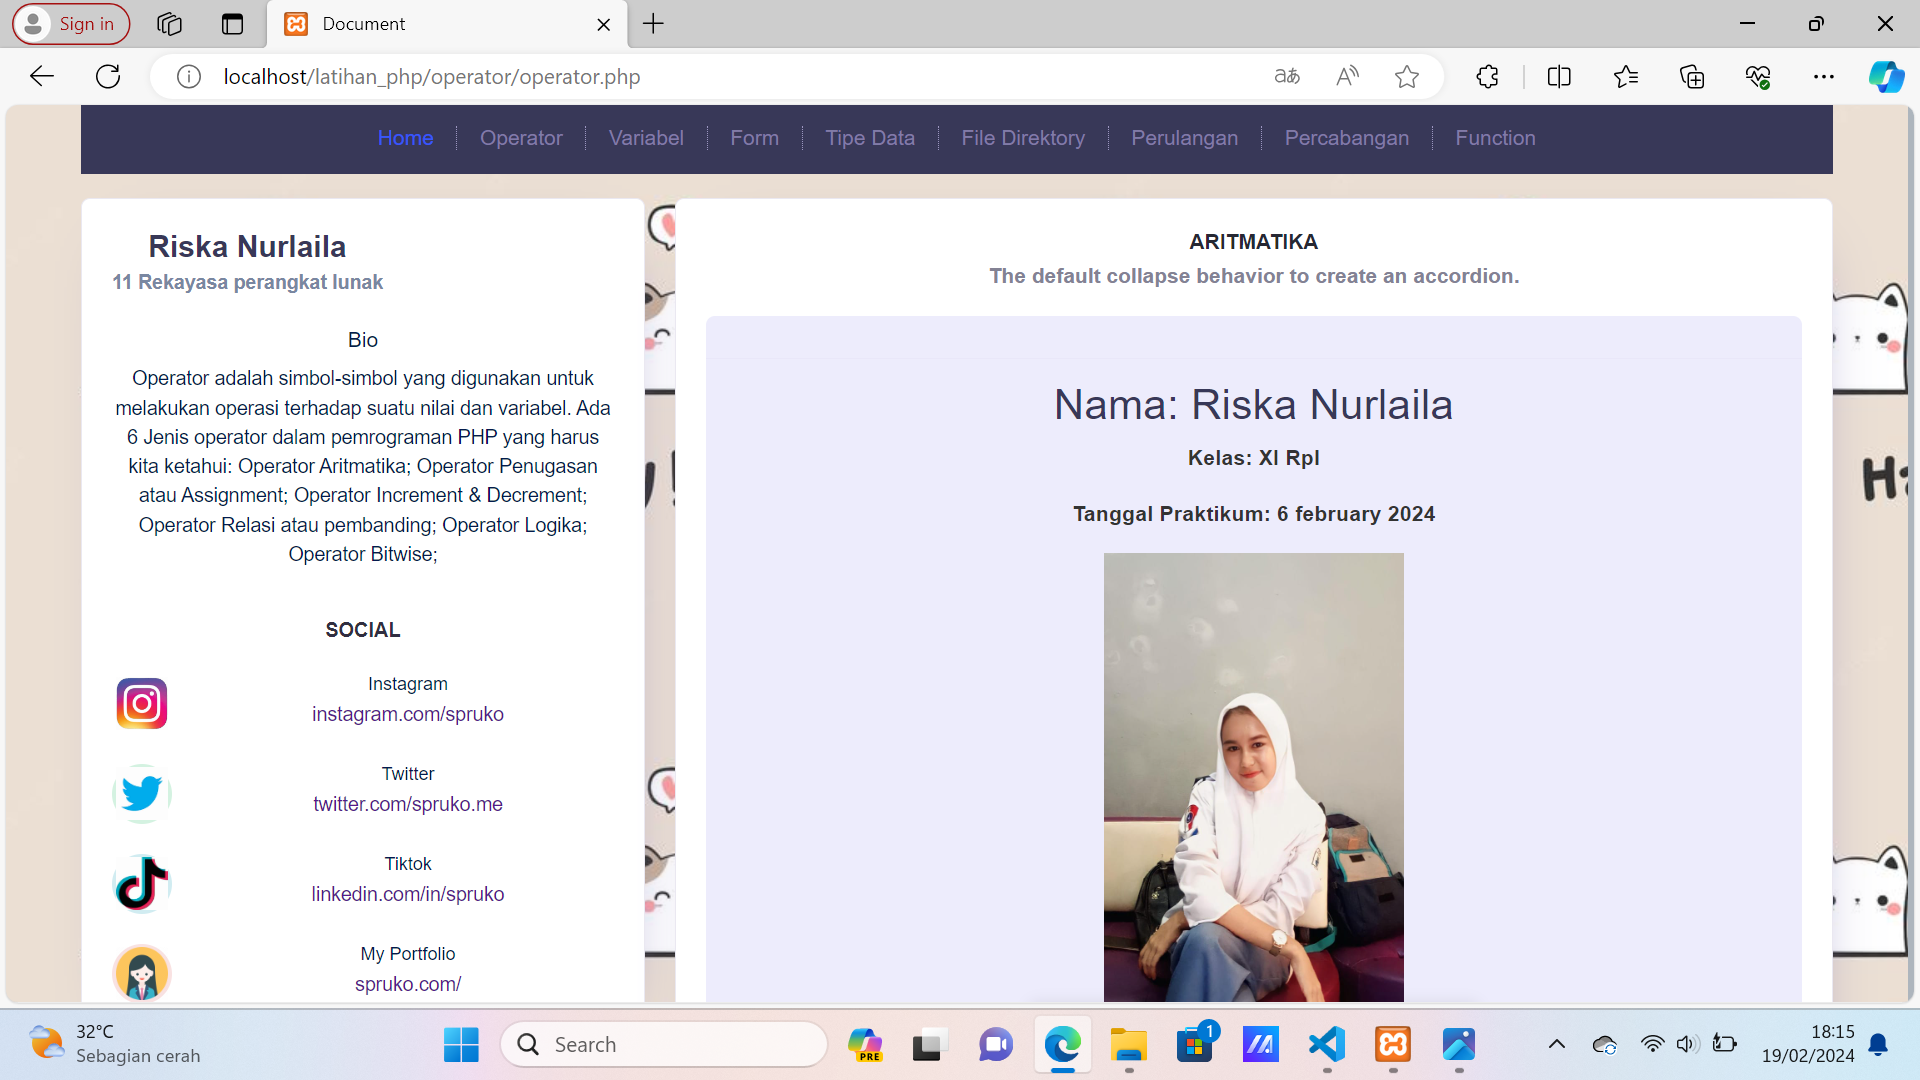 Sign in
Document
localhost/latihan_php/operator/operator.php
Home Operator Variabel Form Tipe Data File Direktory Perulangan Percabangan Function
Riska Nurlaila
11 Rekayasa perangkat lunak
Bio
Operator adalah simbol-simbol yang digunakan untuk
melakukan operasi terhadap suatu nilai dan variabel. Ada
6 Jenis operator dalam pemrograman PHP yang harus
kita ketahui: Operator Aritmatika; Operator Penugasan
atau Assignment; Operator Increment & Decrement;
Operator Relasi atau pembanding; Operator Logika;
Operator Bitwise;
SOCIAL
Instagram
instagram.com/spruko
Twitter
twitter.com/spruko.me
Tiktok
linkedin.com/in/spruko
My Portfolio
spruko.com/
ARITMATIKA
The default collapse behavior to create an accordion.
Nama: Riska Nurlaila
Kelas: XI Rpl
Tanggal Praktikum: 6 february 2024
32°C
Sebagian cerah
Search
PRE
1
18:15
19/02/2024